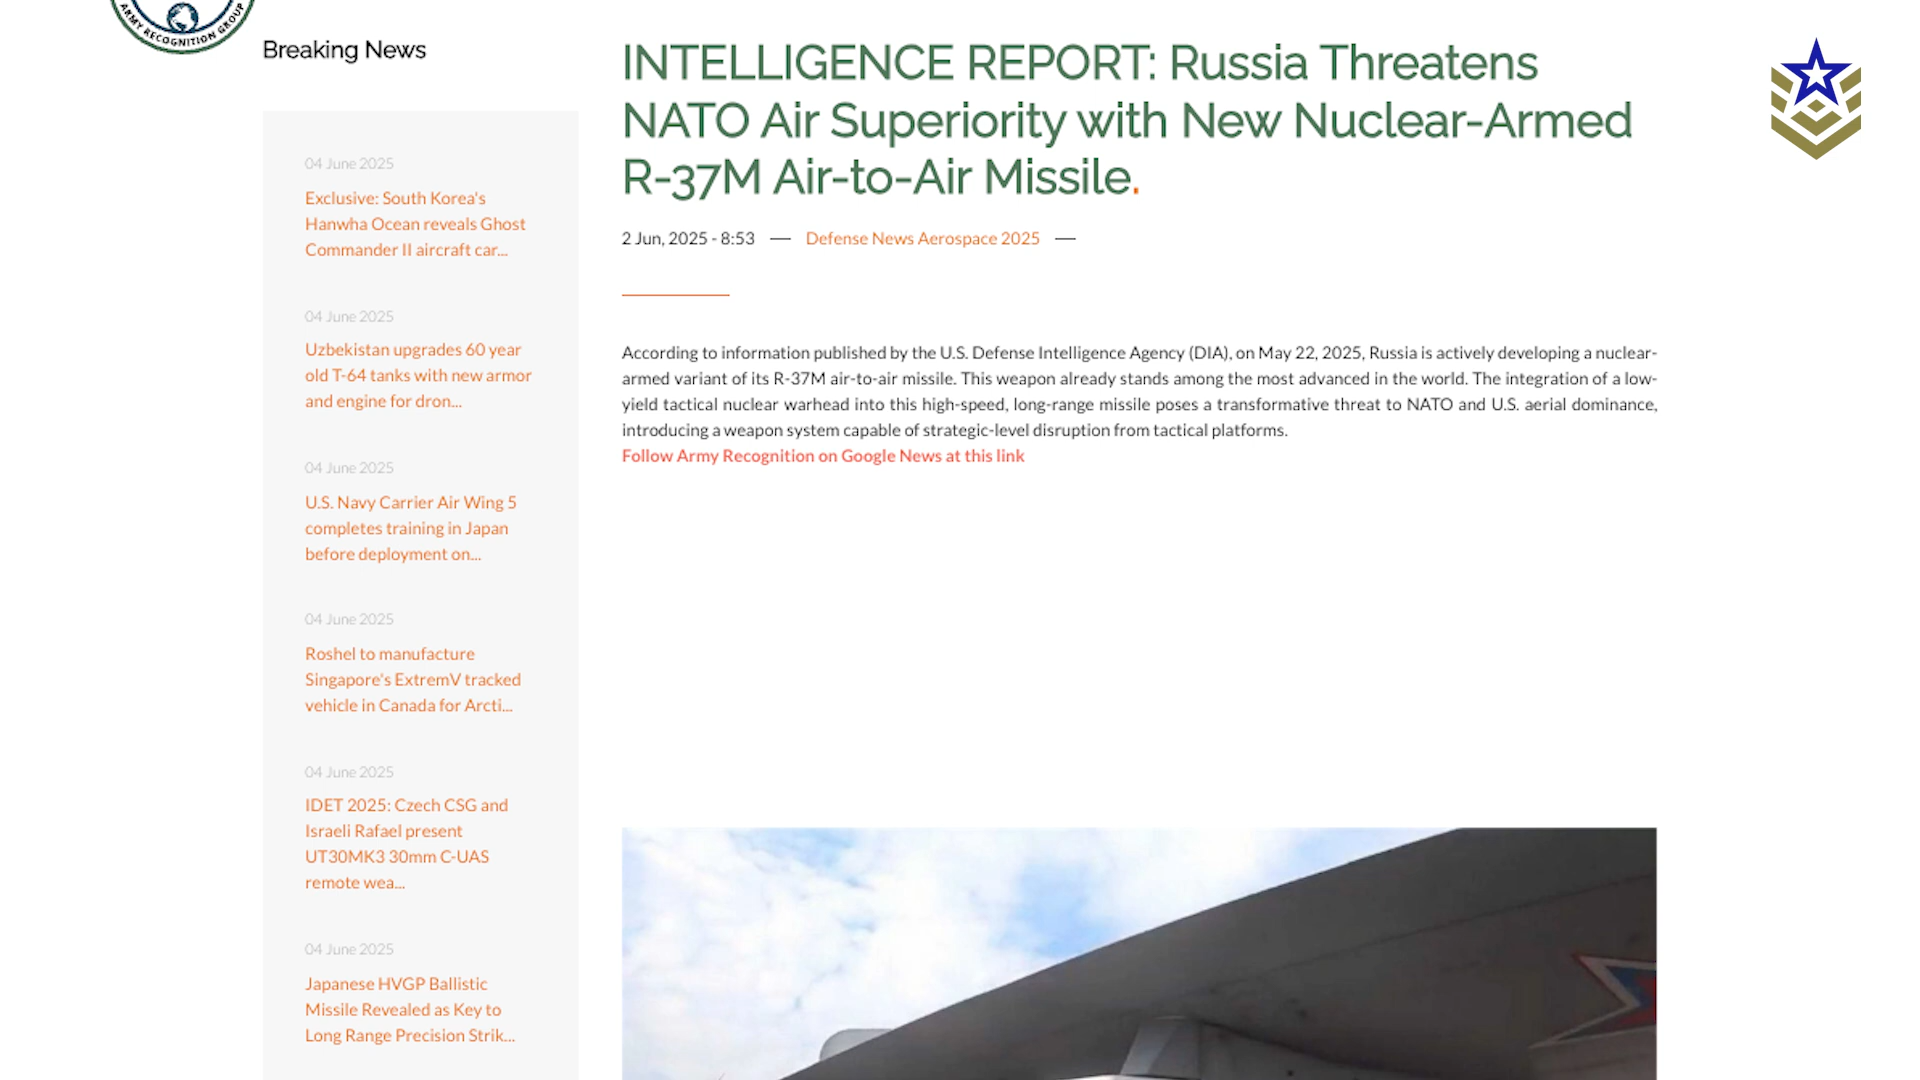 ARMY RECOGNITION GROUP
Breaking News
04 June 2025
Exclusive: South Korea's
Hanwha Ocean reveals Ghost
Commander II aircraft car...
04 June 2025
Uzbekistan upgrades 60 year
old T-64 tanks with new armor
and engine for dron...
04 June 2025
U.S. Navy Carrier Air Wing 5
completes training in Japan
before deployment on...
04 June 2025
Roshel to manufacture
Singapore's ExtremV tracked
vehicle in Canada for Arcti...
04 June 2025
IDET 2025: Czech CSG and
Israeli Rafael present
UT30MK3 30mm C-UAS
remote wea...
04 June 2025
Japanese HVGP Ballistic
Missile Revealed as Key to
Long Range Precision Strik...
INTELLIGENCE REPORT: Russia Threatens
NATO Air Superiority with New Nuclear-Armed
R-37M Air-to-Air Missile.
2 Jun, 2025 - 8:53 — Defense News Aerospace 2025 —
According to information published by the U.S. Defense Intelligence Agency (DIA), on May 22, 2025, Russia is actively developing a nuclear-
armed variant of its R-37M air-to-air missile. This weapon already stands among the most advanced in the world. The integration of a low-
yield tactical nuclear warhead into this high-speed, long-range missile poses a transformative threat to NATO and U.S. aerial dominance,
introducing a weapon system capable of strategic-level disruption from tactical platforms.
Follow Army Recognition on Google News at this link